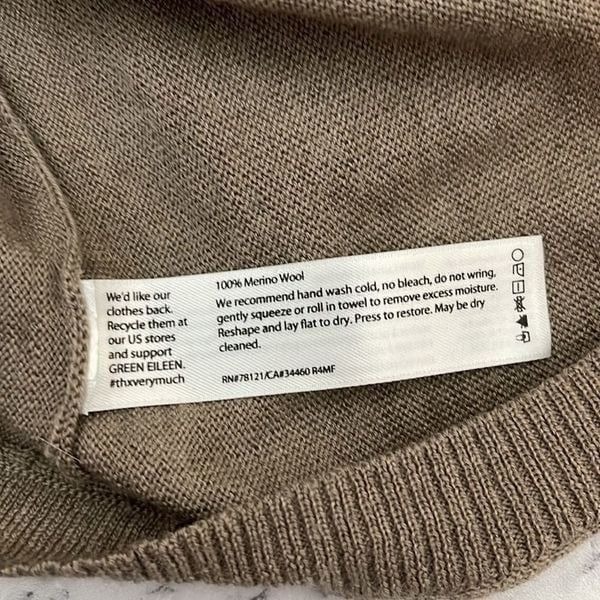 We'd like our
clothes back.
Recycle them at
our US stores
and support
GREEN EILEEN.
#thxverymuch
100% Merino Wool
We recommend hand wash cold, no bleach, do not wring,
gently squeeze or roll in towel to remove excess moisture.
Reshape and lay flat to dry. Press to restore. May be dry
cleaned.
RN#78121/CA#34460 R4MF